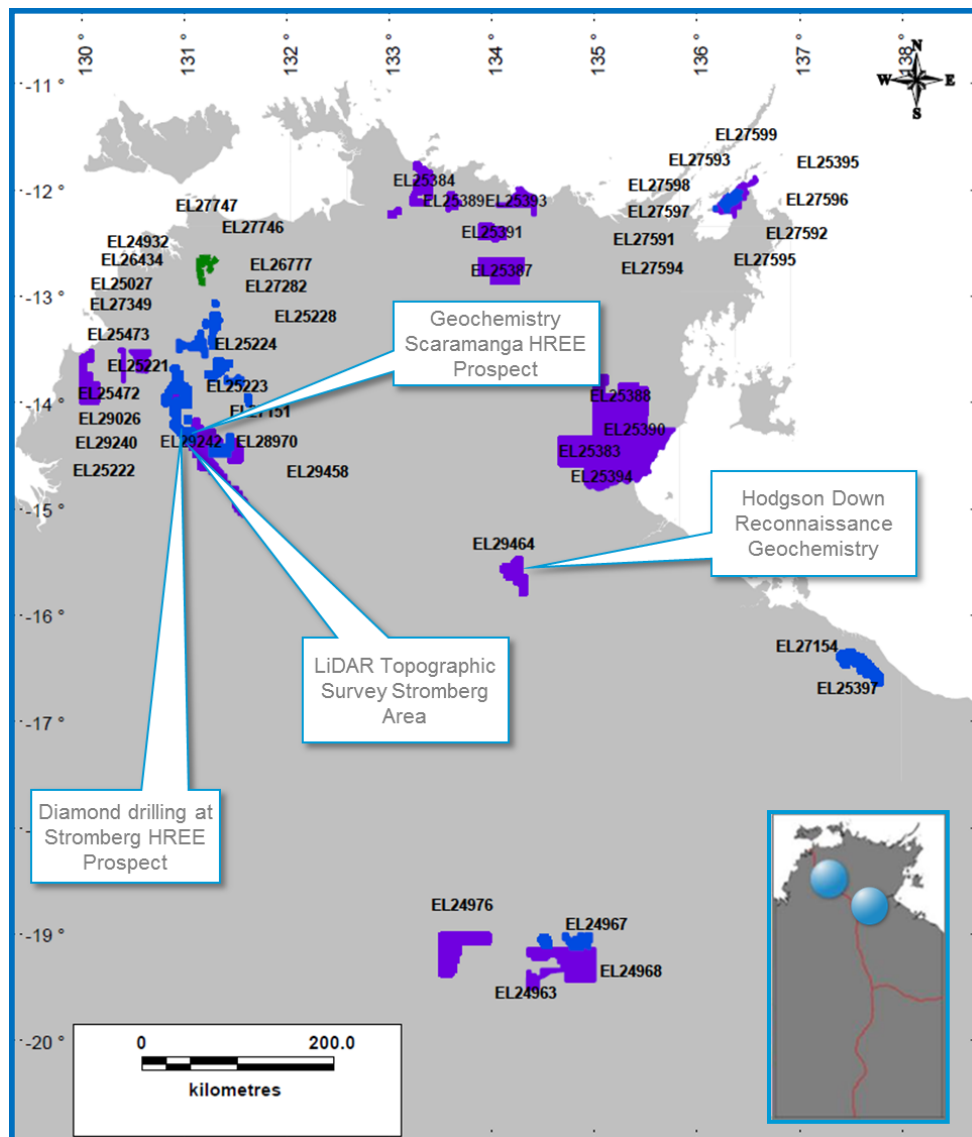 130 °
131 °
132 °
133 °
134 °
135 °
136 °
137 °
138 °
N
W E
S
-11 °
-12 °
-13 °
-14 °
-15 °
-16 °
-17 °
-19 °
-20 °
EL27599
EL27593
EL25395
EL27598
EL27596
EL27597
EL27592
EL27591
EL27595
EL27594
EL25384
EL25389
EL25393
EL25391
EL25387
EL27747
EL27746
EL24932
EL26434
EL26777
EL25027
EL27282
EL27349
EL25228
EL25473
EL25224
EL25221
EL25472
EL25223
EL29026
EL27151
EL29240
EL29242
EL28970
EL25222
EL29458
Geochemistry
Scaramanga HREE
Prospect
EL25388
EL25390
EL25383
EL25394
EL29464
Hodgson Down
Reconnaissance
Geochemistry
LiDAR Topographic
Survey Stromberg
Area
EL27154
EL25397
Diamond drilling at
Stromberg HREE
Prospect
EL24976
EL24967
EL24968
EL24963
0 200.0
kilometres